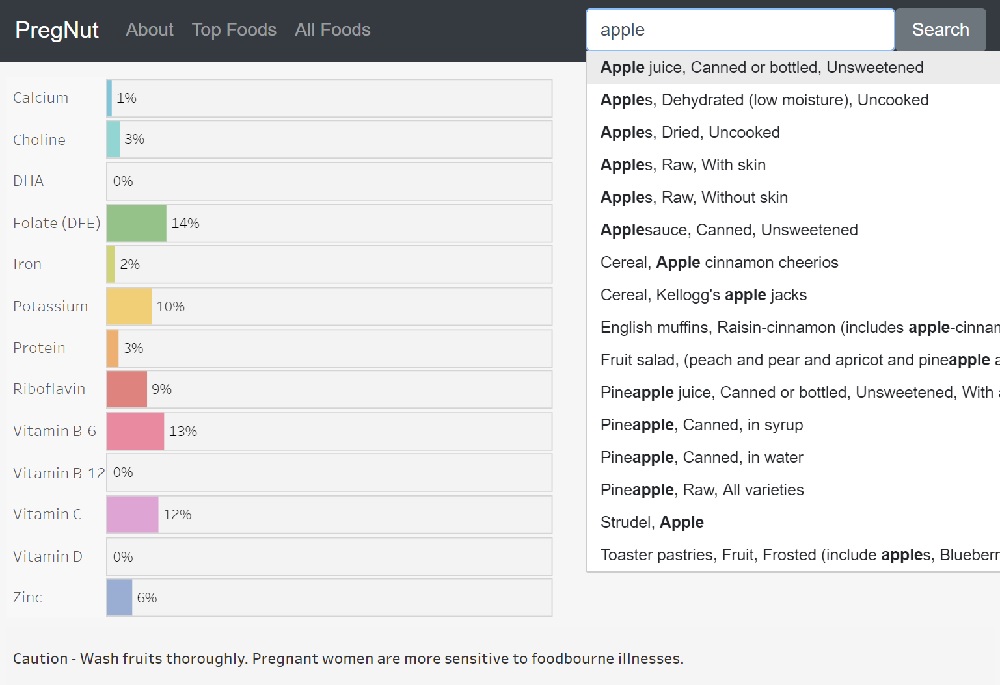 PregNut About Top Foods All Foods apple Search
Calcium 1%
Choline 3%
DHA 0%
Folate (DFE) 14%
Iron 2%
Potassium 10%
Protein 3%
Riboflavin 9%
Vitamin B-6 13%
Vitamin B-12 0%
Vitamin C 12%
Vitamin D 0%
Zinc 6%
Apple juice, Canned or bottled, Unsweetened
Apples, Dehydrated (low moisture), Uncooked
Apples, Dried, Uncooked
Apples, Raw, With skin
Apples, Raw, Without skin
Applesauce, Canned, Unsweetened
Cereal, Apple cinnamon cheerios
Cereal, Kellogg's apple jacks
English muffins, Raisin-cinnamon (includes apple-cinnam
Fruit salad, (peach and pear and apricot and pineapple a
Pineapple juice, Canned or bottled, Unsweetened, With a
Pineapple, Canned, in syrup
Pineapple, Canned, in water
Pineapple, Raw, All varieties
Strudel, Apple
Toaster pastries, Fruit, Frosted (include apples, Blueberr
Caution - Wash fruits thoroughly. Pregnant women are more sensitive to foodbourne illnesses.